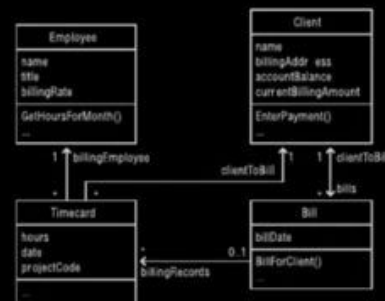 Client
Employee
name
billingAddr ess
accountBalance
currentBillingAmount
name
title
billingRate
GetHoursForMonth()
...
EnterPayment()
...
1 billingEmployee
1
1 clientToBill
clientToBill
* bills
*
*
Timecard
Bill
hours
date
projectCode
billDate
BillForClient()
...
*
0..1
billingRecords
...